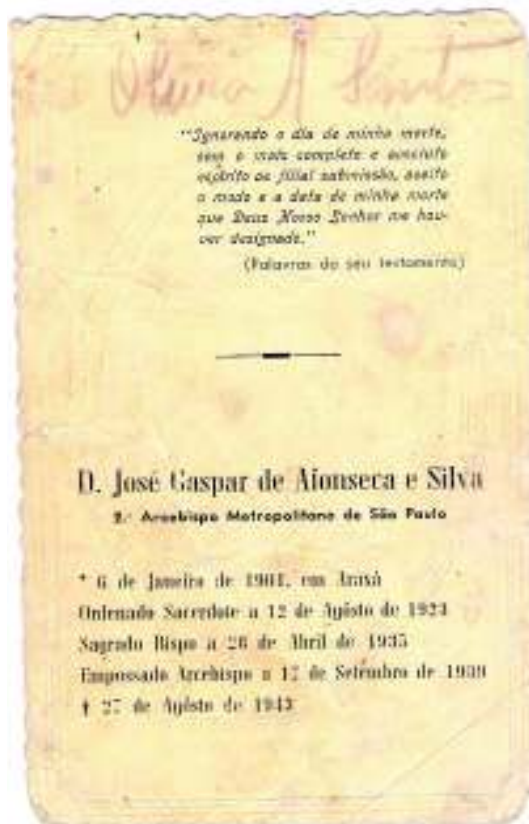 Olivia A Santos
"Ignorando o dia de minha morte,
com o mais completo e absoluto
espírito de filial submissão, aceito
o modo e a data de minha morte
que Deus Nosso Senhor me hou-
ver designado."
(Palavras do seu testamento)
D. José Gaspar de Afonseca e Silva
2.º Arcebispo Metropolitano de São Paulo
* 6 de Janeiro de 1901, em Araxá
Ordenado Sacerdote a 12 de Agôsto de 1923
Sagrado Bispo a 28 de Abril de 1935
Empossado Arcebispo a 17 de Setembro de 1939
† 27 de Agôsto de 1943